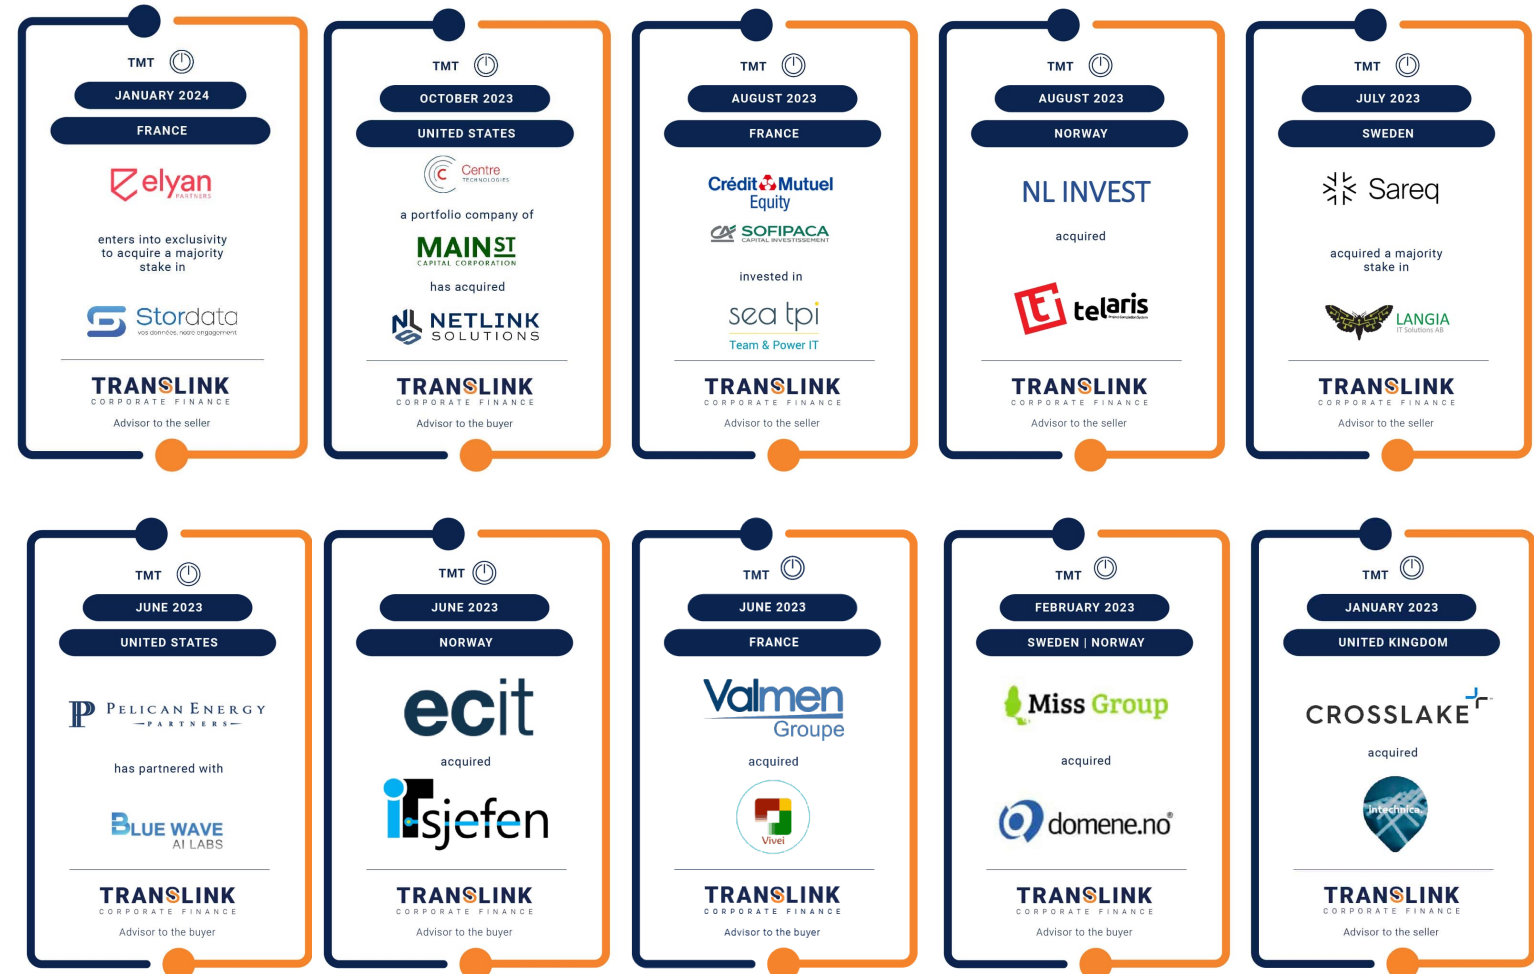 TMT
JANUARY 2024
FRANCE
elyan
PARTNERS
enters into exclusivity
to acquire a majority
stake in
Stordata
vos données, notre engagement
TRANSLINK
CORPORATE FINANCE
Advisor to the seller
TMT
OCTOBER 2023
UNITED STATES
C Centre
TECHNOLOGIES
a portfolio company of
MAIN ST
CAPITAL CORPORATION
has acquired
NL NETLINK
SOLUTIONS
TRANSLINK
CORPORATE FINANCE
Advisor to the buyer
TMT
AUGUST 2023
FRANCE
Crédit Mutuel
Equity
CA SOFIPACA
CAPITAL INVESTISSEMENT
invested in
sea tpi
Team & Power IT
TRANSLINK
CORPORATE FINANCE
Advisor to the seller
TMT
AUGUST 2023
NORWAY
NL INVEST
acquired
telaris
TRANSLINK
CORPORATE FINANCE
Advisor to the seller
TMT
JULY 2023
SWEDEN
Sareq
acquired a majority
stake in
LANGIA
IT Solutions AB
TRANSLINK
CORPORATE FINANCE
Advisor to the seller
TMT
JUNE 2023
UNITED STATES
P PELICAN ENERGY
PARTNERS
has partnered with
BLUE WAVE
AI LABS
TRANSLINK
CORPORATE FINANCE
Advisor to the buyer
TMT
JUNE 2023
NORWAY
ecit
acquired
itsjefen
TRANSLINK
CORPORATE FINANCE
Advisor to the buyer
TMT
JUNE 2023
FRANCE
Valmen
Groupe
acquired
Vivei
TRANSLINK
CORPORATE FINANCE
Advisor to the buyer
TMT
FEBRUARY 2023
SWEDEN | NORWAY
Miss Group
acquired
domene.no®
TRANSLINK
CORPORATE FINANCE
Advisor to the buyer
TMT
JANUARY 2023
UNITED KINGDOM
CROSSLAKE
acquired
intechnica.
TRANSLINK
CORPORATE FINANCE
Advisor to the seller